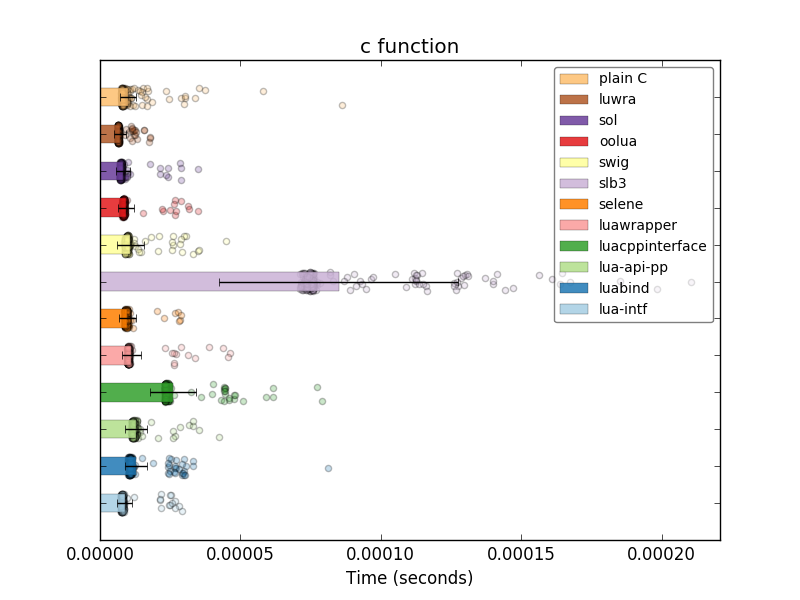 c function
plain C
luwra
sol
oolua
swig
slb3
selene
luawrapper
luacppinterface
lua-api-pp
luabind
lua-intf
0.00000 0.00005 0.00010 0.00015 0.00020
Time (seconds)